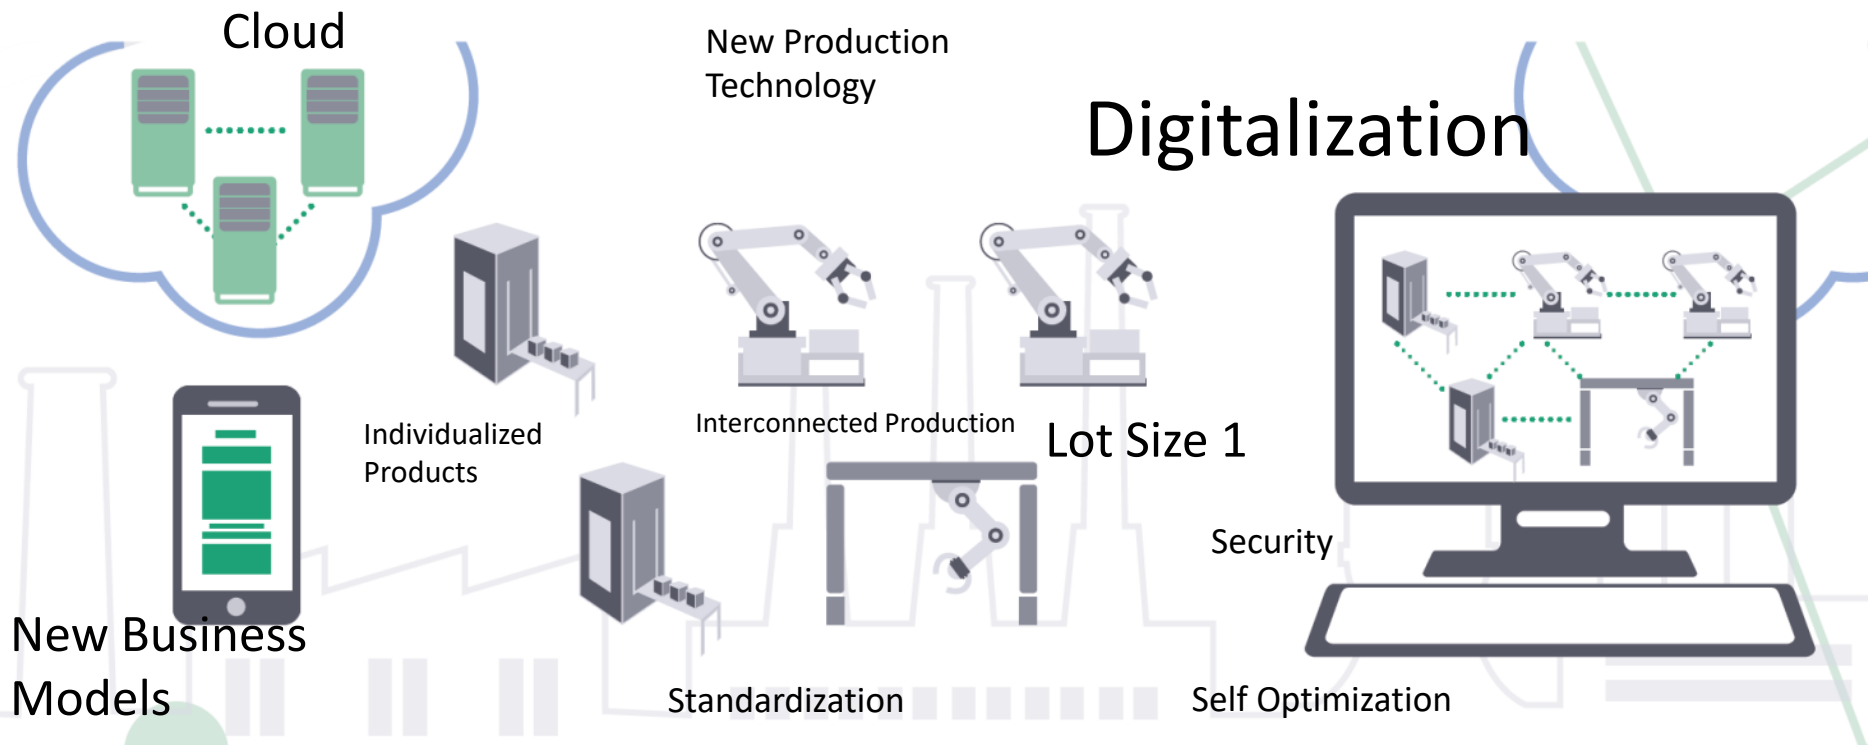 Cloud
New Production
Technology
Digitalization
Individualized
Products
Interconnected Production
Lot Size 1
Security
New Business
Models
Standardization
Self Optimization